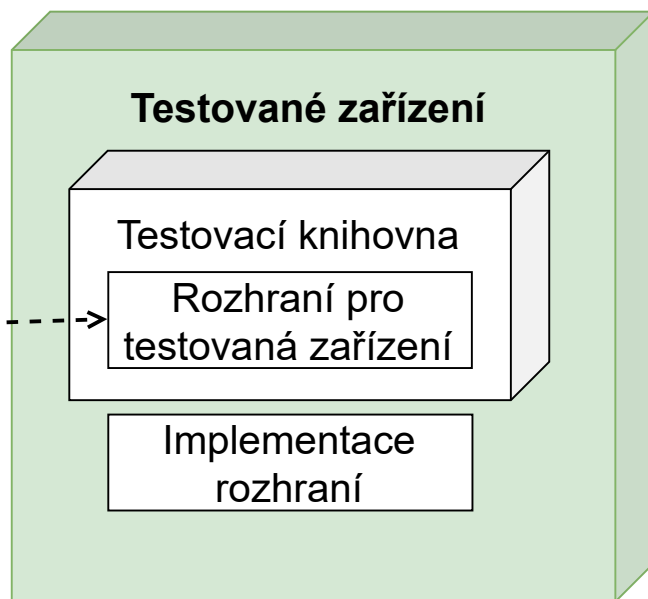 Testované zařízení
Testovací knihovna
Rozhraní pro
testovaná zařízení
Implementace
rozhraní